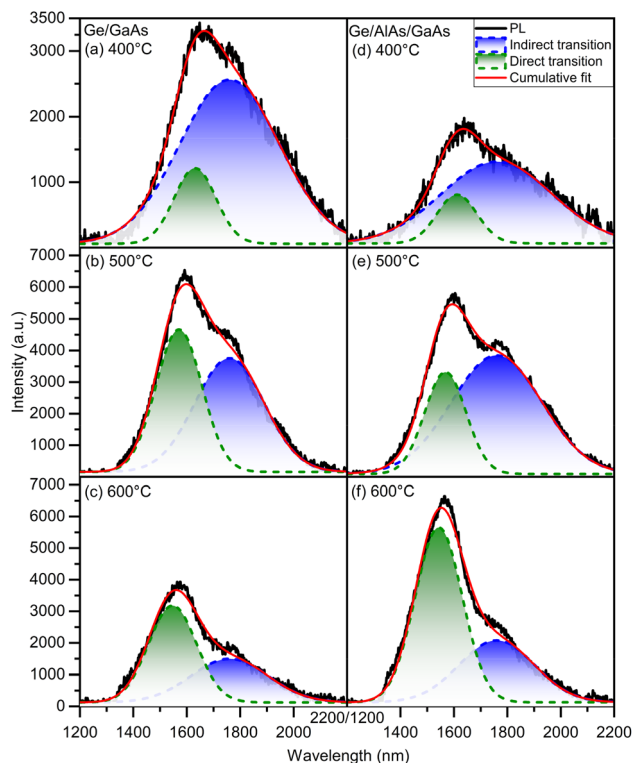 Ge/GaAs
(a) 400°C
Ge/AlAs/GaAs
(d) 400°C
PL
Indirect transition
Direct transition
Cumulative fit
3500
2000
1000
(b) 500°C
(e) 500°C
7000
6000
5000
4000
3000
2000
1000
(c) 600°C
(f) 600°C
7000
6000
5000
4000
3000
2000
1000
0
Intensity (a.u.)
1200 1400 1600 1800 2000 2200/1200 1400 1600 1800 2000 2200
Wavelength (nm)